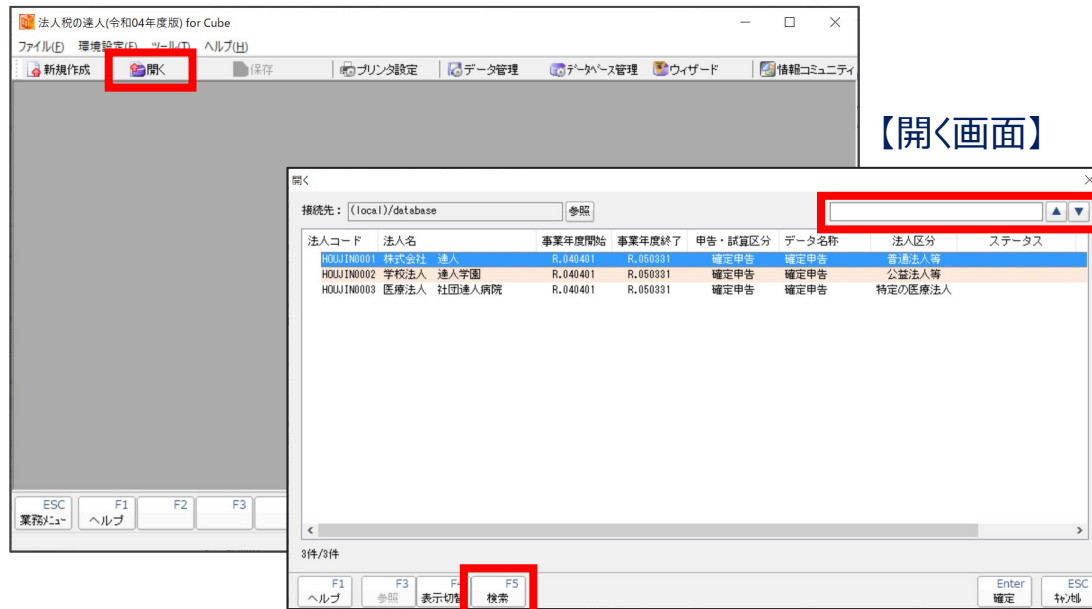 法人税の達人(令和04年度版) for Cube
ファイル(F) 環境設定(E) ツール(T) ヘルプ(H)
新規作成 開く 保存 プリンタ設定 データ管理 データベース管理 ウィザード 情報コミュニティ
【開く画面】
開く
接続先： (local)/database 参照
法人コード 法人名 事業年度開始 事業年度終了 申告・試算区分 データ名称 法人区分 ステータス
HOUJIN0001 株式会社 達人 R.040401 R.050331 確定申告 確定申告 普通法人等
HOUJIN0002 学校法人 達人学園 R.040401 R.050331 確定申告 確定申告 公益法人等
HOUJIN0003 医療法人 社団達人病院 R.040401 R.050331 確定申告 確定申告 特定の医療法人
ESC F1 F2 F3
業務メニュー ヘルプ
3件/3件
F1 F3 F4 F5 Enter ESC
ヘルプ 参照 表示切替 検索 確定 キャンセル